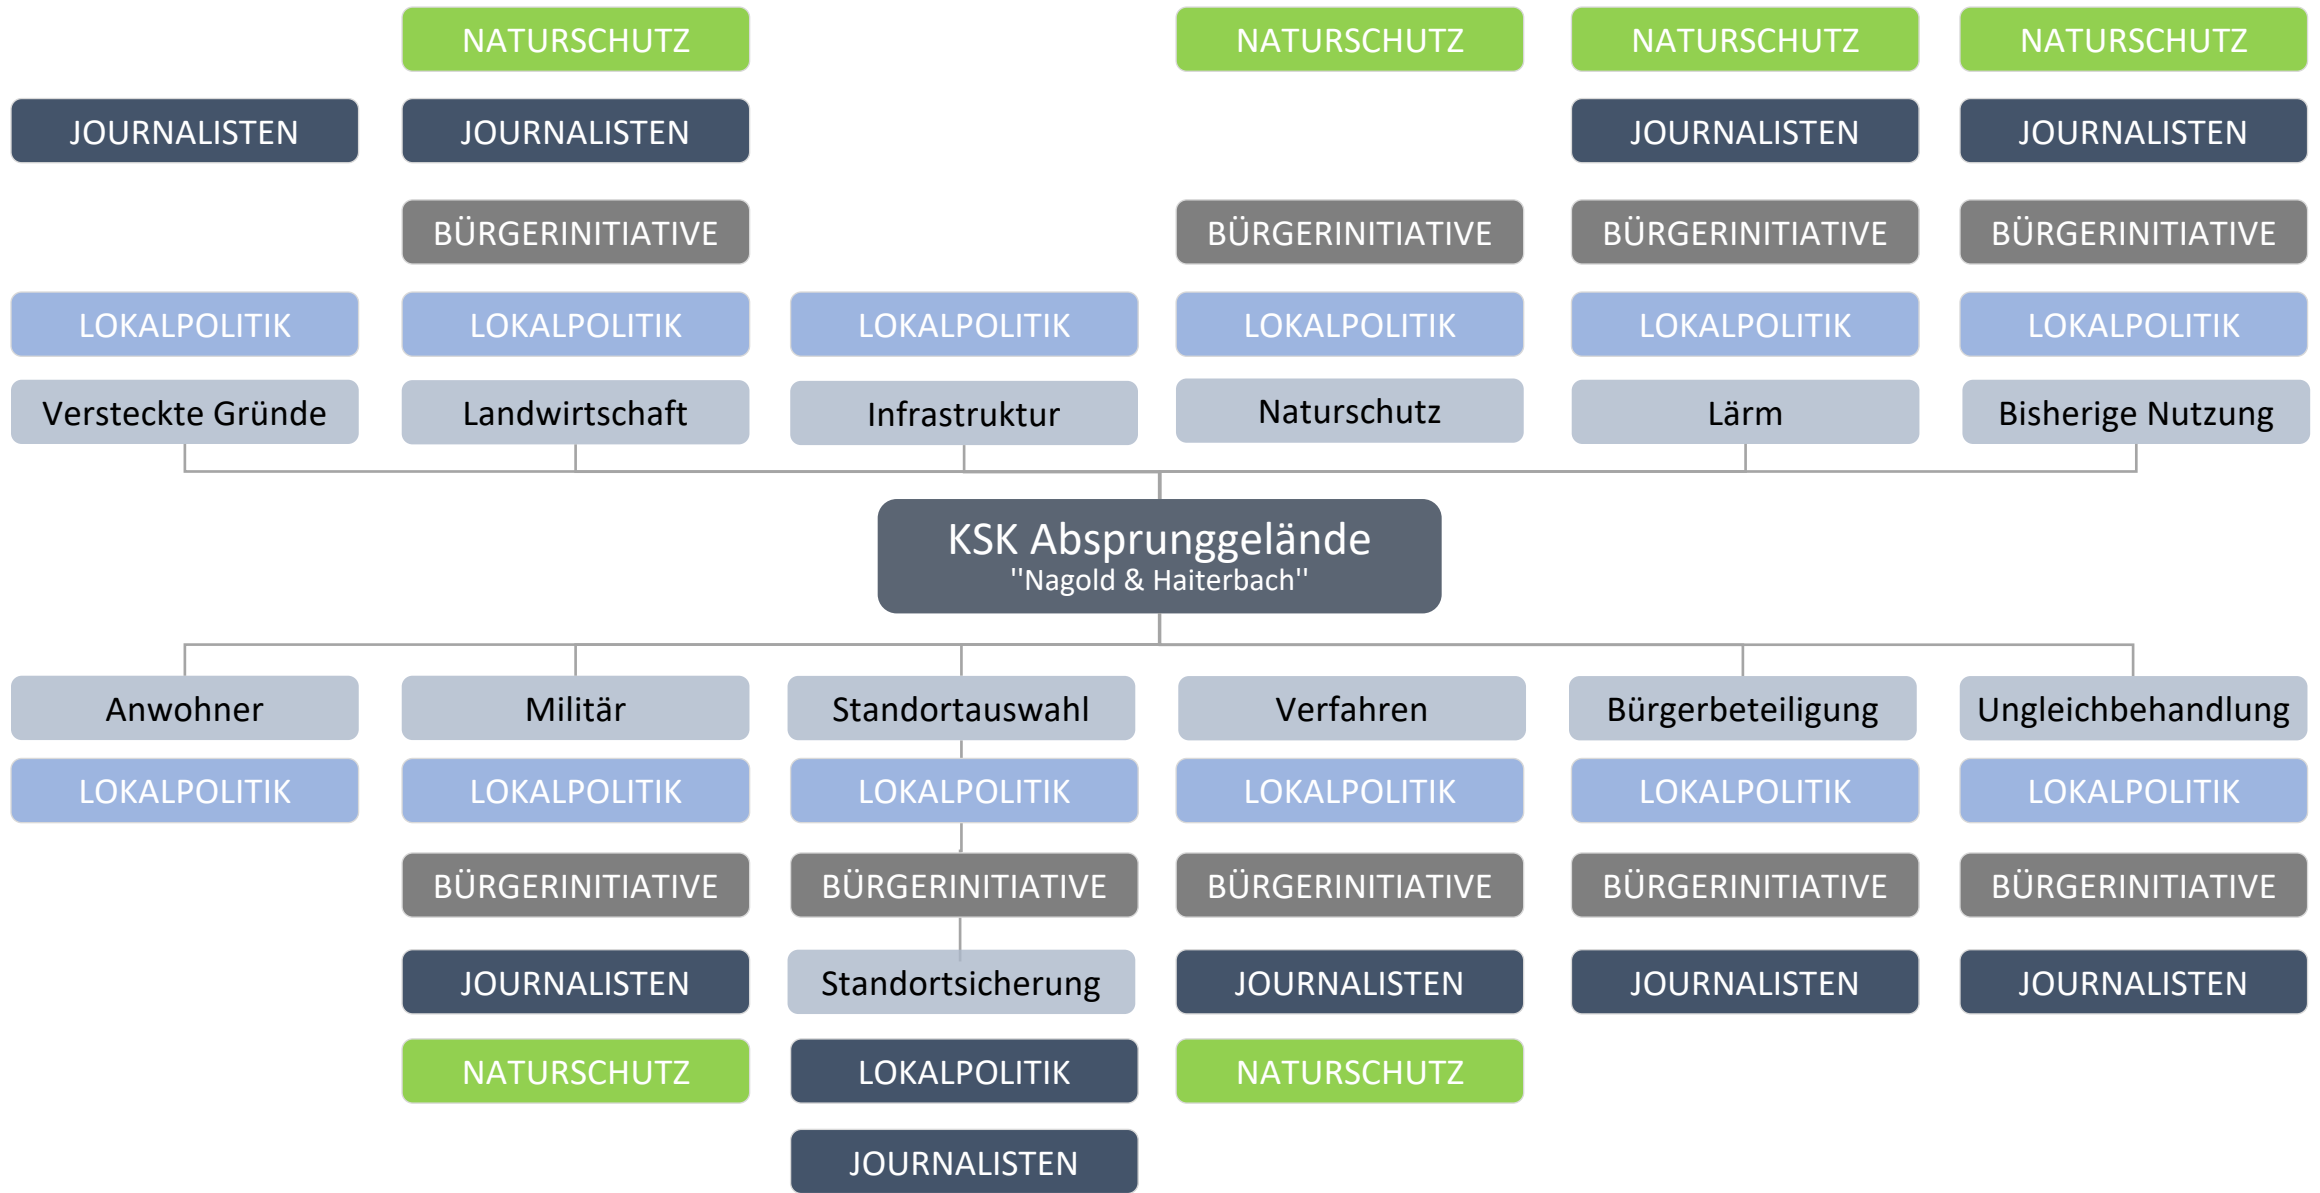 NATURSCHUTZ
NATURSCHUTZ
NATURSCHUTZ
NATURSCHUTZ
JOURNALISTEN
JOURNALISTEN
JOURNALISTEN
JOURNALISTEN
BÜRGERINITIATIVE
BÜRGERINITIATIVE
BÜRGERINITIATIVE
BÜRGERINITIATIVE
LOKALPOLITIK
LOKALPOLITIK
LOKALPOLITIK
LOKALPOLITIK
LOKALPOLITIK
LOKALPOLITIK
Versteckte Gründe
Landwirtschaft
Infrastruktur
Naturschutz
Lärm
Bisherige Nutzung
KSK Absprunggelände
"Nagold & Haiterbach"
Anwohner
Militär
Standortauswahl
Verfahren
Bürgerbeteiligung
Ungleichbehandlung
LOKALPOLITIK
LOKALPOLITIK
LOKALPOLITIK
LOKALPOLITIK
LOKALPOLITIK
LOKALPOLITIK
BÜRGERINITIATIVE
BÜRGERINITIATIVE
BÜRGERINITIATIVE
BÜRGERINITIATIVE
BÜRGERINITIATIVE
JOURNALISTEN
Standortsicherung
JOURNALISTEN
JOURNALISTEN
JOURNALISTEN
NATURSCHUTZ
LOKALPOLITIK
NATURSCHUTZ
JOURNALISTEN